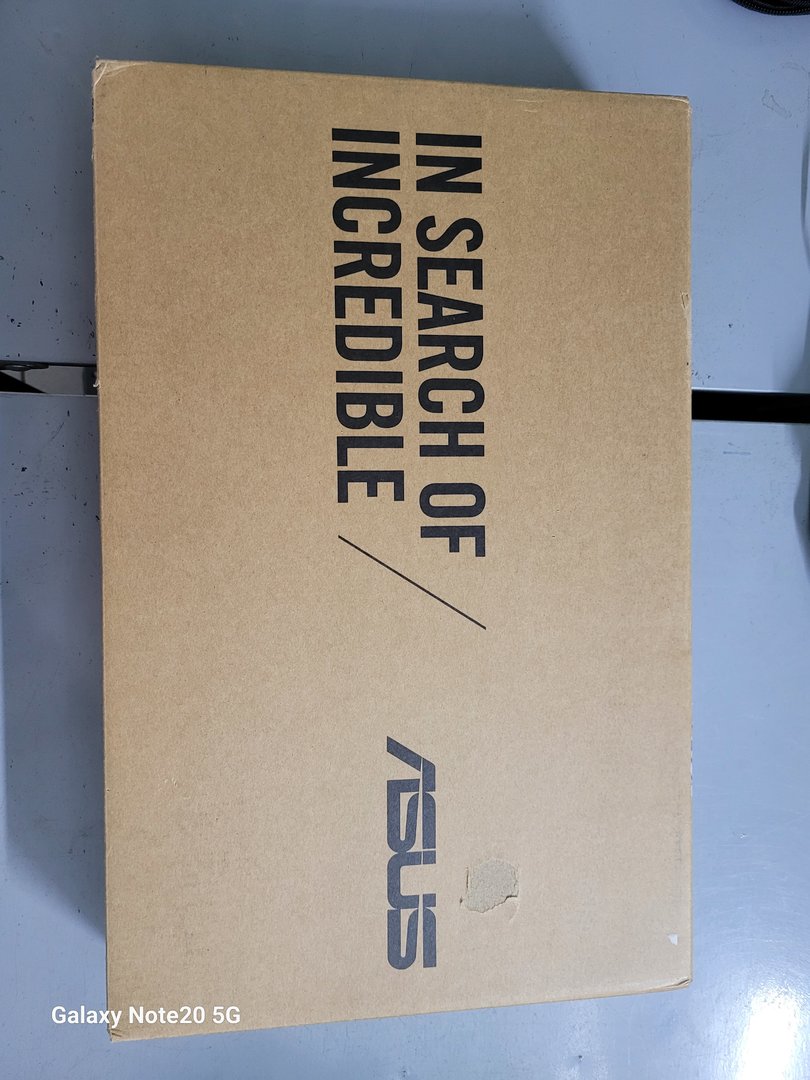 IN SEARCH OF
INCREDIBLE /
ASUS
Galaxy Note20 5G